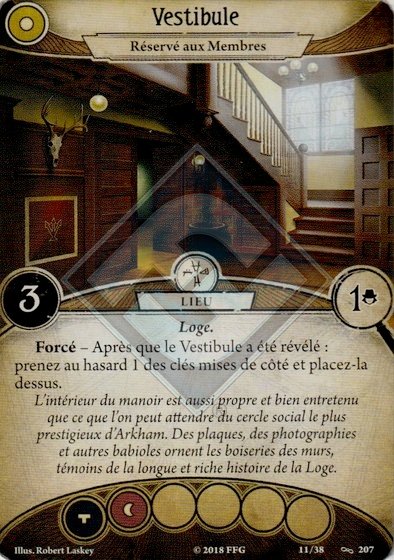 Vestibule
Réservé aux Membres
3
1
LIEU
Loge.
Forcé – Après que le Vestibule a été révélé :
prenez au hasard 1 des clés mises de côté et placez-la
dessus.
L'intérieur du manoir est aussi propre et bien entretenu
que ce que l'on peut attendre du cercle social le plus
prestigieux d'Arkham. Des plaques, des photographies
et autres babioles ornent les boiseries des murs,
témoins de la longue et riche histoire de la Loge.
Illus. Robert Laskey
© 2018 FFG
11/38
207